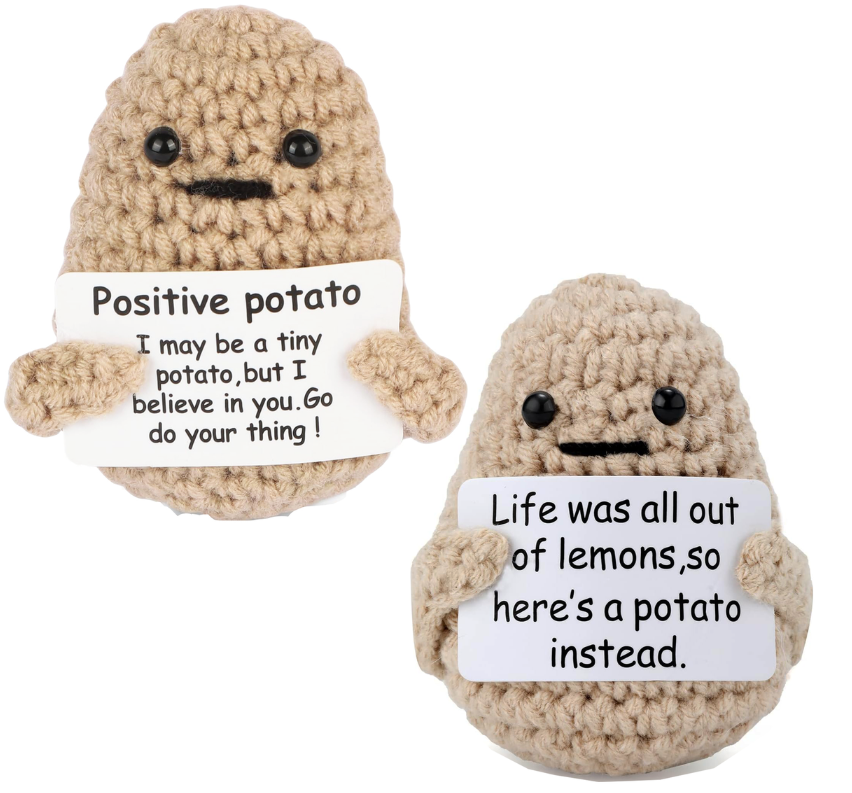 Positive potato
I may be a tiny
potato,but I
believe in you.Go
do your thing !
Life was all out
of lemons,so
here's a potato
instead.